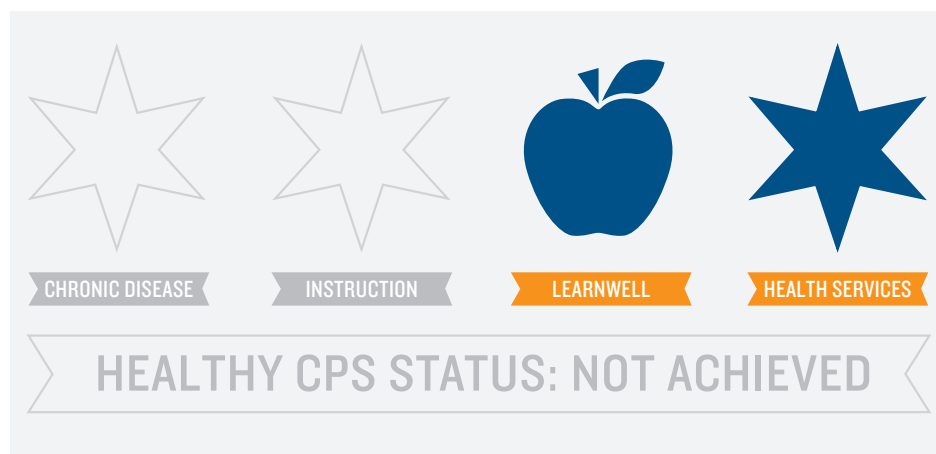 CHRONIC DISEASE
INSTRUCTION
LEARNWELL
HEALTH SERVICES
HEALTHY CPS STATUS: NOT ACHIEVED